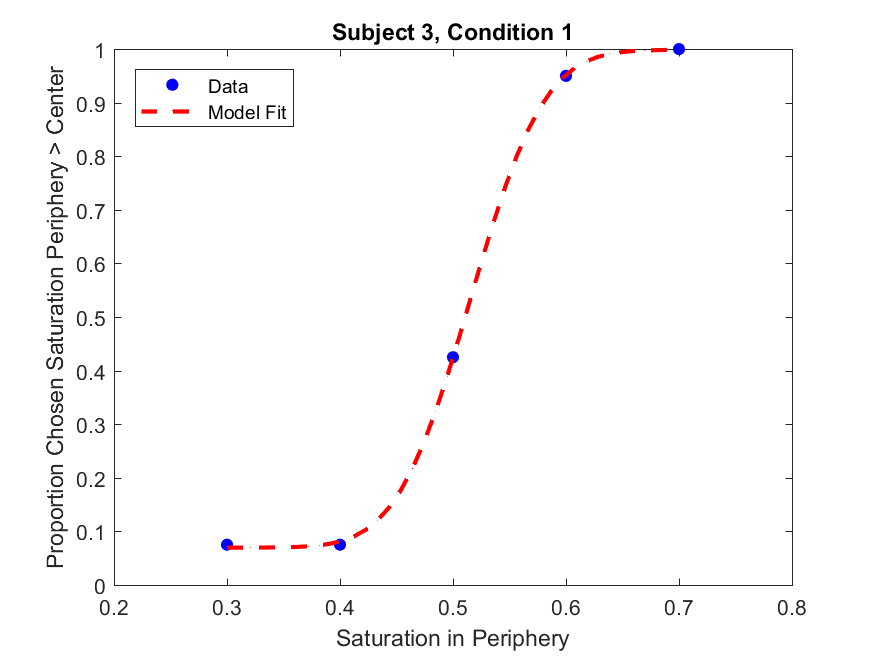 Subject 3, Condition 1
Data
Model Fit
Proportion Chosen Saturation Periphery > Center
1
0.9
0.8
0.7
0.6
0.5
0.4
0.3
0.2
0.1
0
0.2 0.3 0.4 0.5 0.6 0.7 0.8
Saturation in Periphery